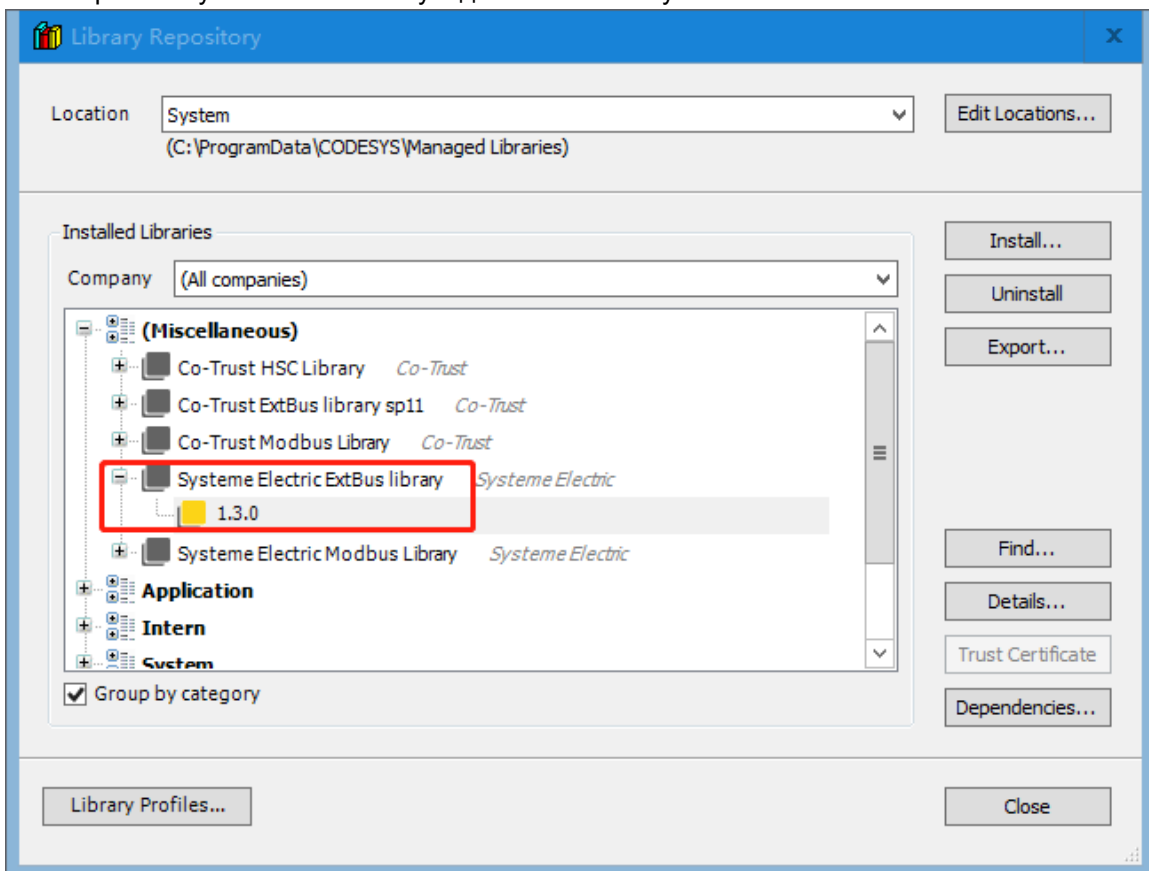 Library Repository
x
Location System Edit Locations...
(C:\ProgramData\CODESYS\Managed Libraries)
Installed Libraries
Install...
Company (All companies)
Uninstall
(Miscellaneous)
Export...
Co-Trust HSC Library Co-Trust
Co-Trust ExtBus library sp11 Co-Trust
Co-Trust Modbus Library Co-Trust
Systeme Electric ExtBus library Systeme Electric
1.3.0
Systeme Electric Modbus Library Systeme Electric
Find...
Application
Details...
Intern
System
Trust Certificate
Group by category
Dependencies...
Library Profiles...
Close